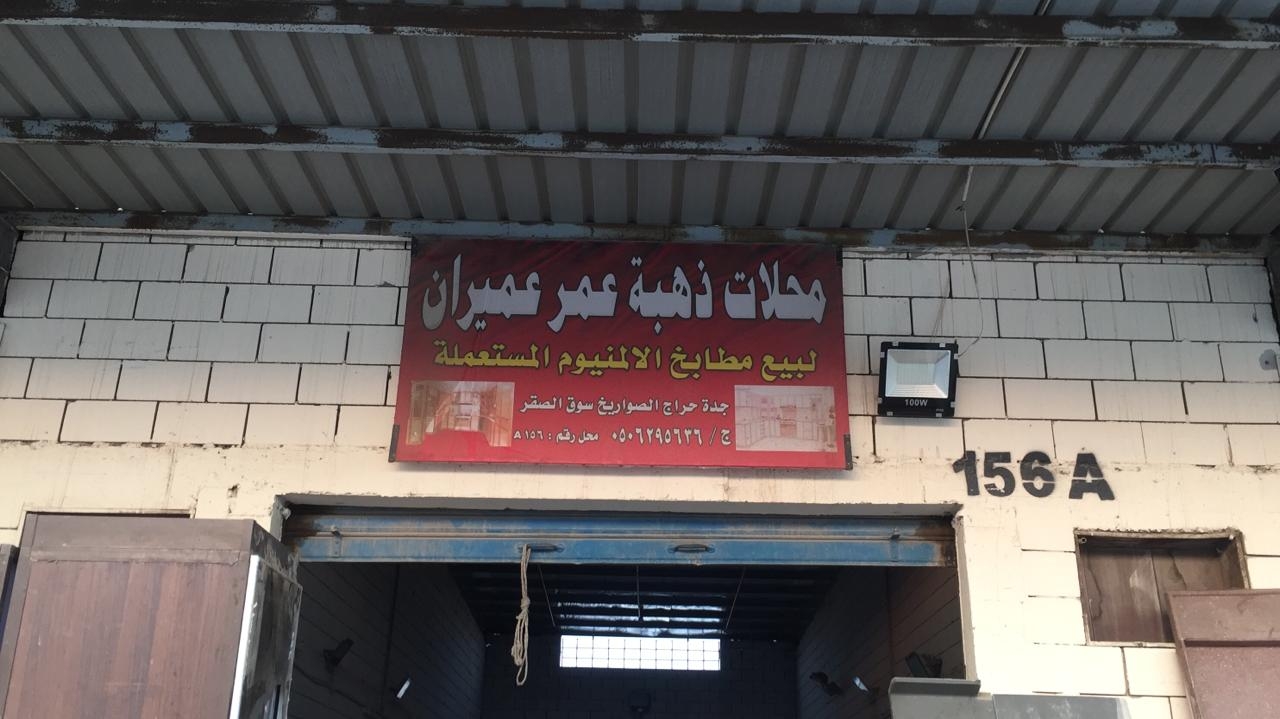 محلات ذهبة عمر عميران
لبيع مطابخ الالمنيوم المستعملة
جدة حراج الصواريخ سوق الصقر
ج / ٠٥٠٦٢٩٥٦٣٦ محل رقم : ١٥٦ A
100W
156 A